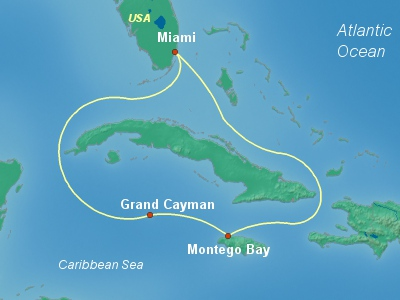 USA
Miami
Atlantic
Ocean
Grand Cayman
Montego Bay
Caribbean Sea